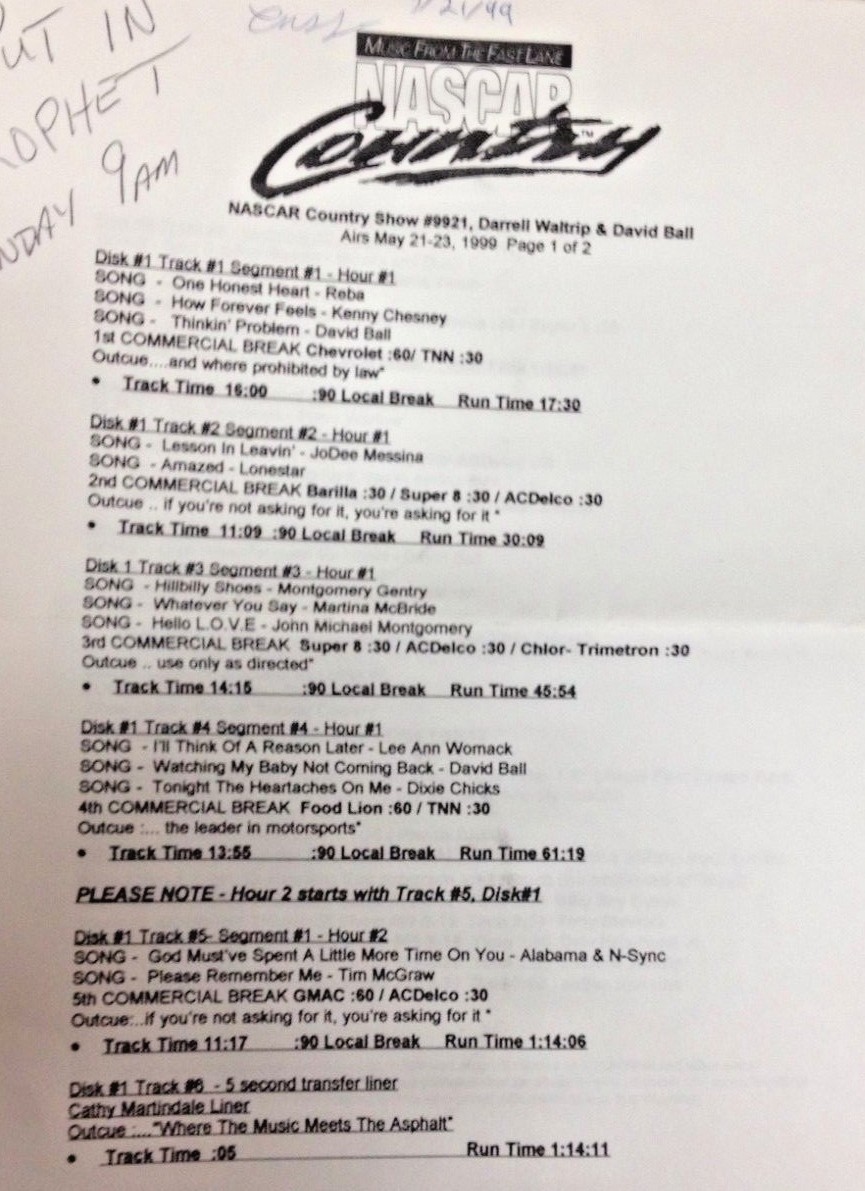 7/21/99
UT IN
OPHET
NDAY 9AM
MUSIC FROM THE FAST LANE
NASCAR
Country™
NASCAR Country Show #9921, Darrell Waltrip & David Ball
Airs May 21-23, 1999 Page 1 of 2
Disk #1 Track #1 Segment #1 - Hour #1
SONG - One Honest Heart - Reba
SONG - How Forever Feels - Kenny Chesney
SONG - Thinkin' Problem - David Ball
1st COMMERCIAL BREAK Chevrolet :60/ TNN :30
Outcue....and where prohibited by law"
• Track Time 16:00 :90 Local Break Run Time 17:30
Disk #1 Track #2 Segment #2 - Hour #1
SONG - Lesson In Leavin' - JoDee Messina
SONG - Amazed - Lonestar
2nd COMMERCIAL BREAK Barilla :30 / Super 8 :30 / ACDelco :30
Outcue .. if you're not asking for it, you're asking for it "
• Track Time 11:09 :90 Local Break Run Time 30:09
Disk 1 Track #3 Segment #3 - Hour #1
SONG - Hillbilly Shoes - Montgomery Gentry
SONG - Whatever You Say - Martina McBride
SONG - Hello L.O.V.E - John Michael Montgomery
3rd COMMERCIAL BREAK Super 8 :30 / ACDelco :30 / Chlor- Trimetron :30
Outcue .. use only as directed"
• Track Time 14:15 :90 Local Break Run Time 45:54
Disk #1 Track #4 Segment #4 - Hour #1
SONG - I'll Think Of A Reason Later - Lee Ann Womack
SONG - Watching My Baby Not Coming Back - David Ball
SONG - Tonight The Heartaches On Me - Dixie Chicks
4th COMMERCIAL BREAK Food Lion :60 / TNN :30
Outcue :... the leader in motorsports"
• Track Time 13:55 :90 Local Break Run Time 61:19
PLEASE NOTE - Hour 2 starts with Track #5, Disk#1
Disk #1 Track #5- Segment #1 - Hour #2
SONG - God Must've Spent A Little More Time On You - Alabama & N-Sync
SONG - Please Remember Me - Tim McGraw
5th COMMERCIAL BREAK GMAC :60 / ACDelco :30
Outcue:..if you're not asking for it, you're asking for it "
• Track Time 11:17 :90 Local Break Run Time 1:14:06
Disk #1 Track #6 - 5 second transfer liner
Cathy Martindale Liner
Outcue :...."Where The Music Meets The Asphalt"
• Track Time :05 Run Time 1:14:11